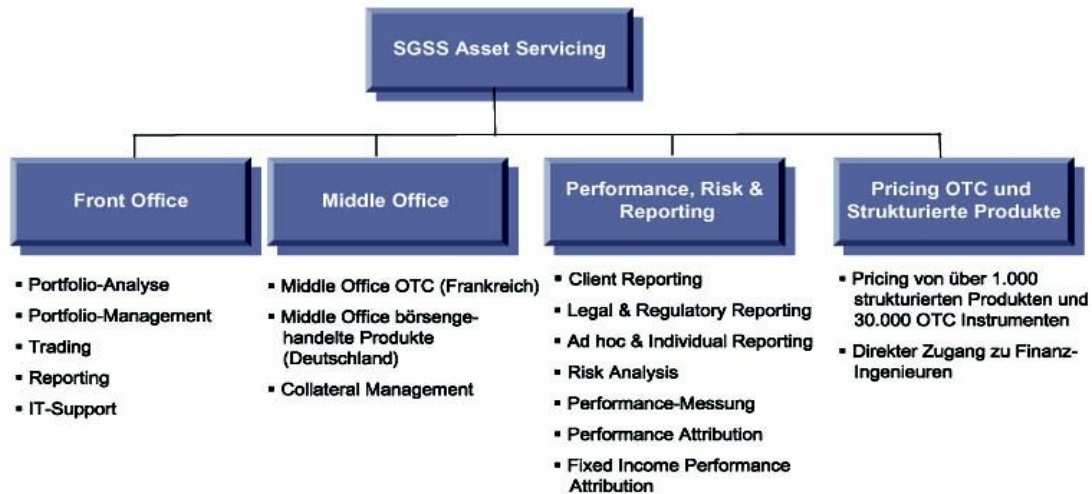 SGSS Asset Servicing
Front Office
▪ Portfolio-Analyse
▪ Portfolio-Management
▪ Trading
▪ Reporting
▪ IT-Support
Middle Office
▪ Middle Office OTC (Frankreich)
▪ Middle Office börsenge-
handelte Produkte
(Deutschland)
▪ Collateral Management
Performance, Risk &
Reporting
▪ Client Reporting
▪ Legal & Regulatory Reporting
▪ Ad hoc & Individual Reporting
▪ Risk Analysis
▪ Performance-Messung
▪ Performance Attribution
▪ Fixed Income Performance
Attribution
Pricing OTC und
Strukturierte Produkte
▪ Pricing von über 1.000
strukturierten Produkten und
30.000 OTC Instrumenten
▪ Direkter Zugang zu Finanz-
Ingenieuren